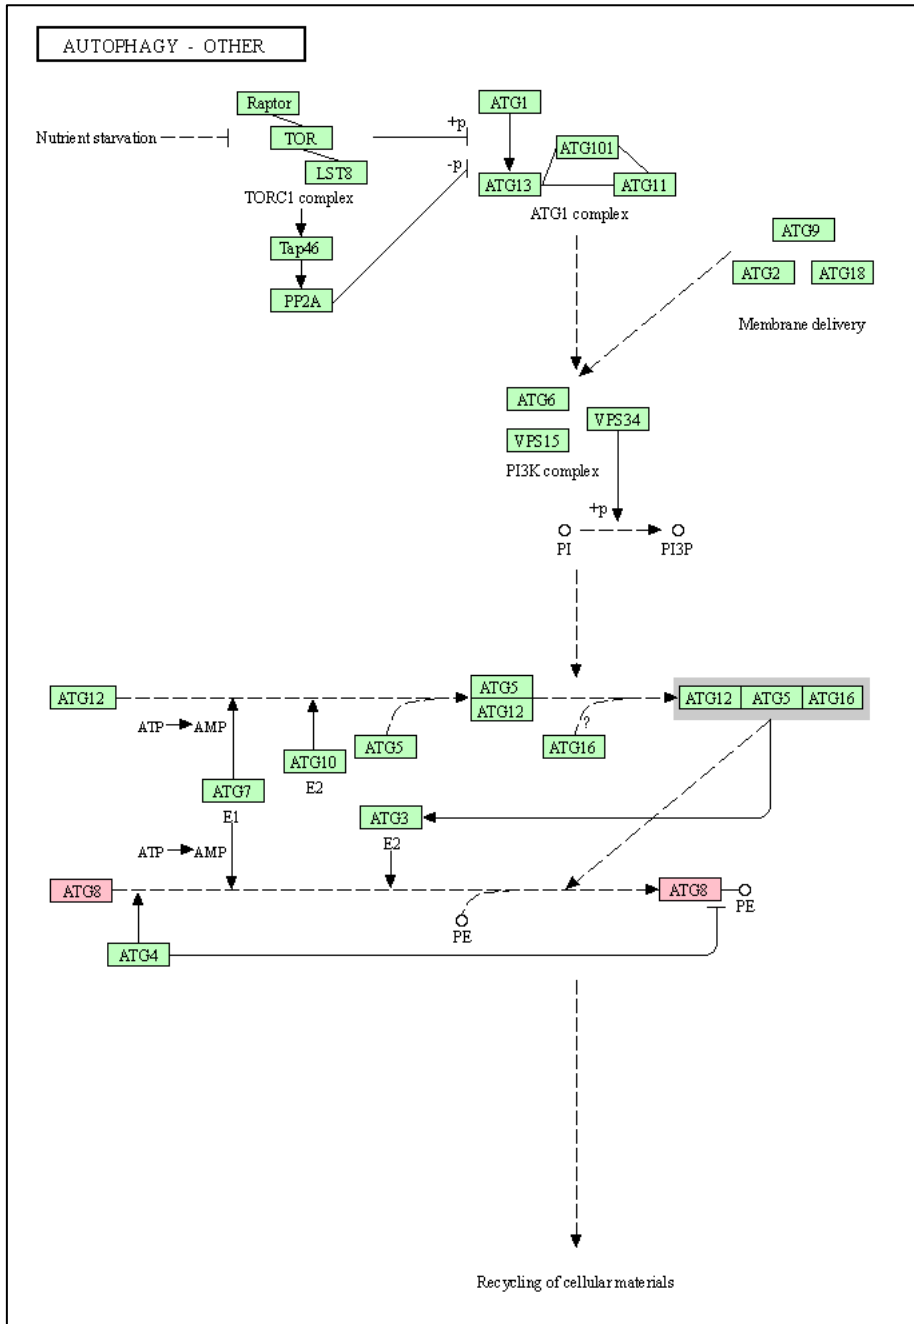 AUTOPHAGY - OTHER
Raptor
ATG1
Nutrient starvation
TOR
+p
ATG101
LST8
-p
ATG13
ATG11
TORC1 complex
ATG1 complex
Tap46
ATG9
ATG2
ATG18
PP2A
Membrane delivery
ATG6
VPS34
VPS15
PI3K complex
+p
PI
PI3P
ATG12
ATG5
ATG12
ATG12 ATG5 ATG16
ATP AMP
?
ATG5
ATG16
ATG10
E2
ATG7
E1
ATG3
E2
ATP AMP
ATG8
ATG8
PE
PE
ATG4
Recycling of cellular materials